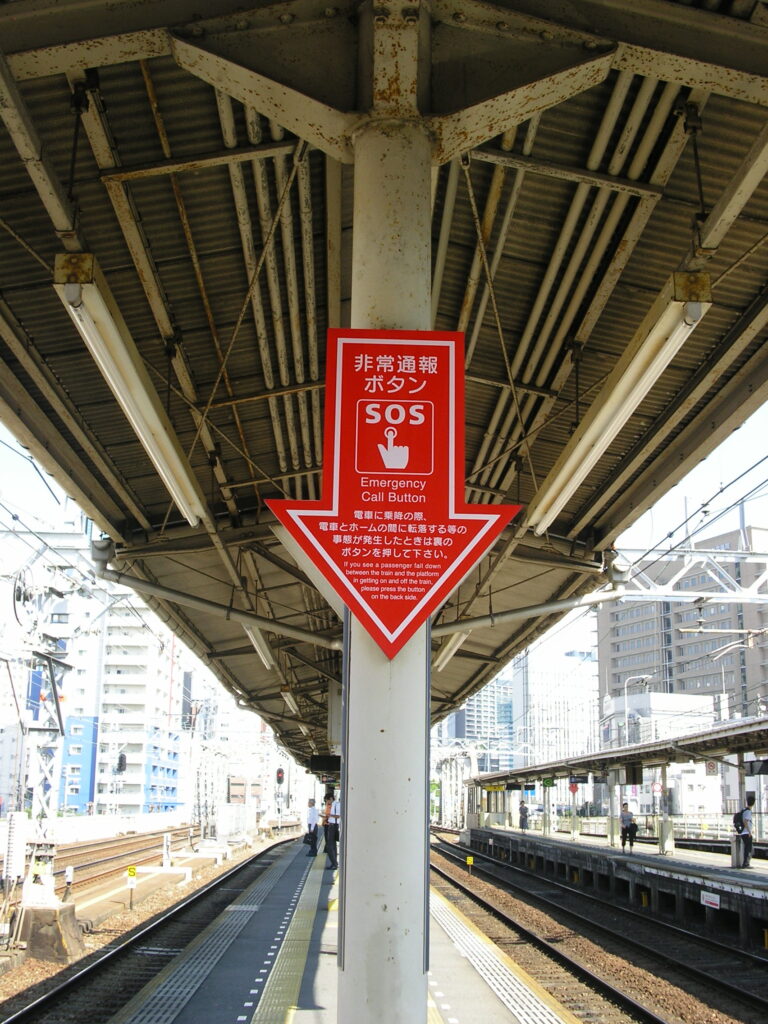 非常通報
ボタン
SOS
Emergency
Call Button
電車に乗降の際、
電車とホームの間に転落する等の
事態が発生したときは裏の
ボタンを押して下さい。
If you see a passenger fall down
between the train and the platform
in getting on and off the train,
please press the button
on the back side.
S
S